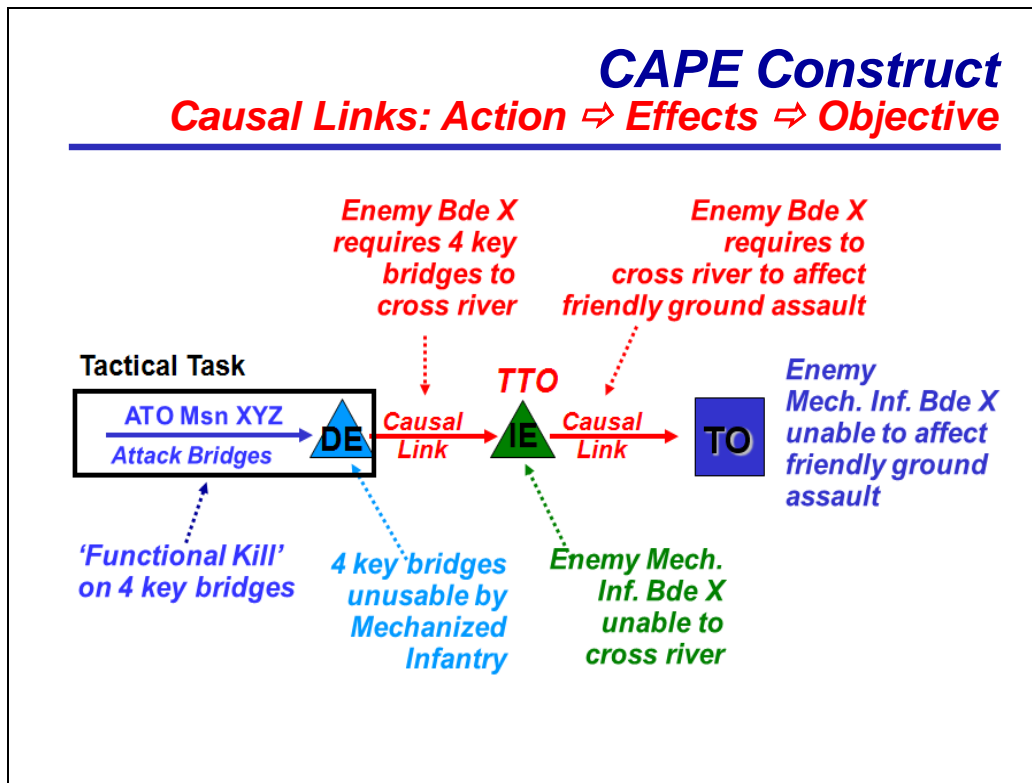 CAPE Construct
Causal Links: Action ⇨ Effects ⇨ Objective
Enemy Bde X
requires 4 key
bridges to
cross river
Enemy Bde X
requires to
cross river to affect
friendly ground assault
Tactical Task
ATO Msn XYZ
Attack Bridges
DE
Causal
Link
TTO
IE
Causal
Link
TO
Enemy
Mech. Inf. Bde X
unable to affect
friendly ground
assault
‘Functional Kill’
on 4 key bridges
4 key bridges
unusable by
Mechanized
Infantry
Enemy Mech.
Inf. Bde X
unable to
cross river